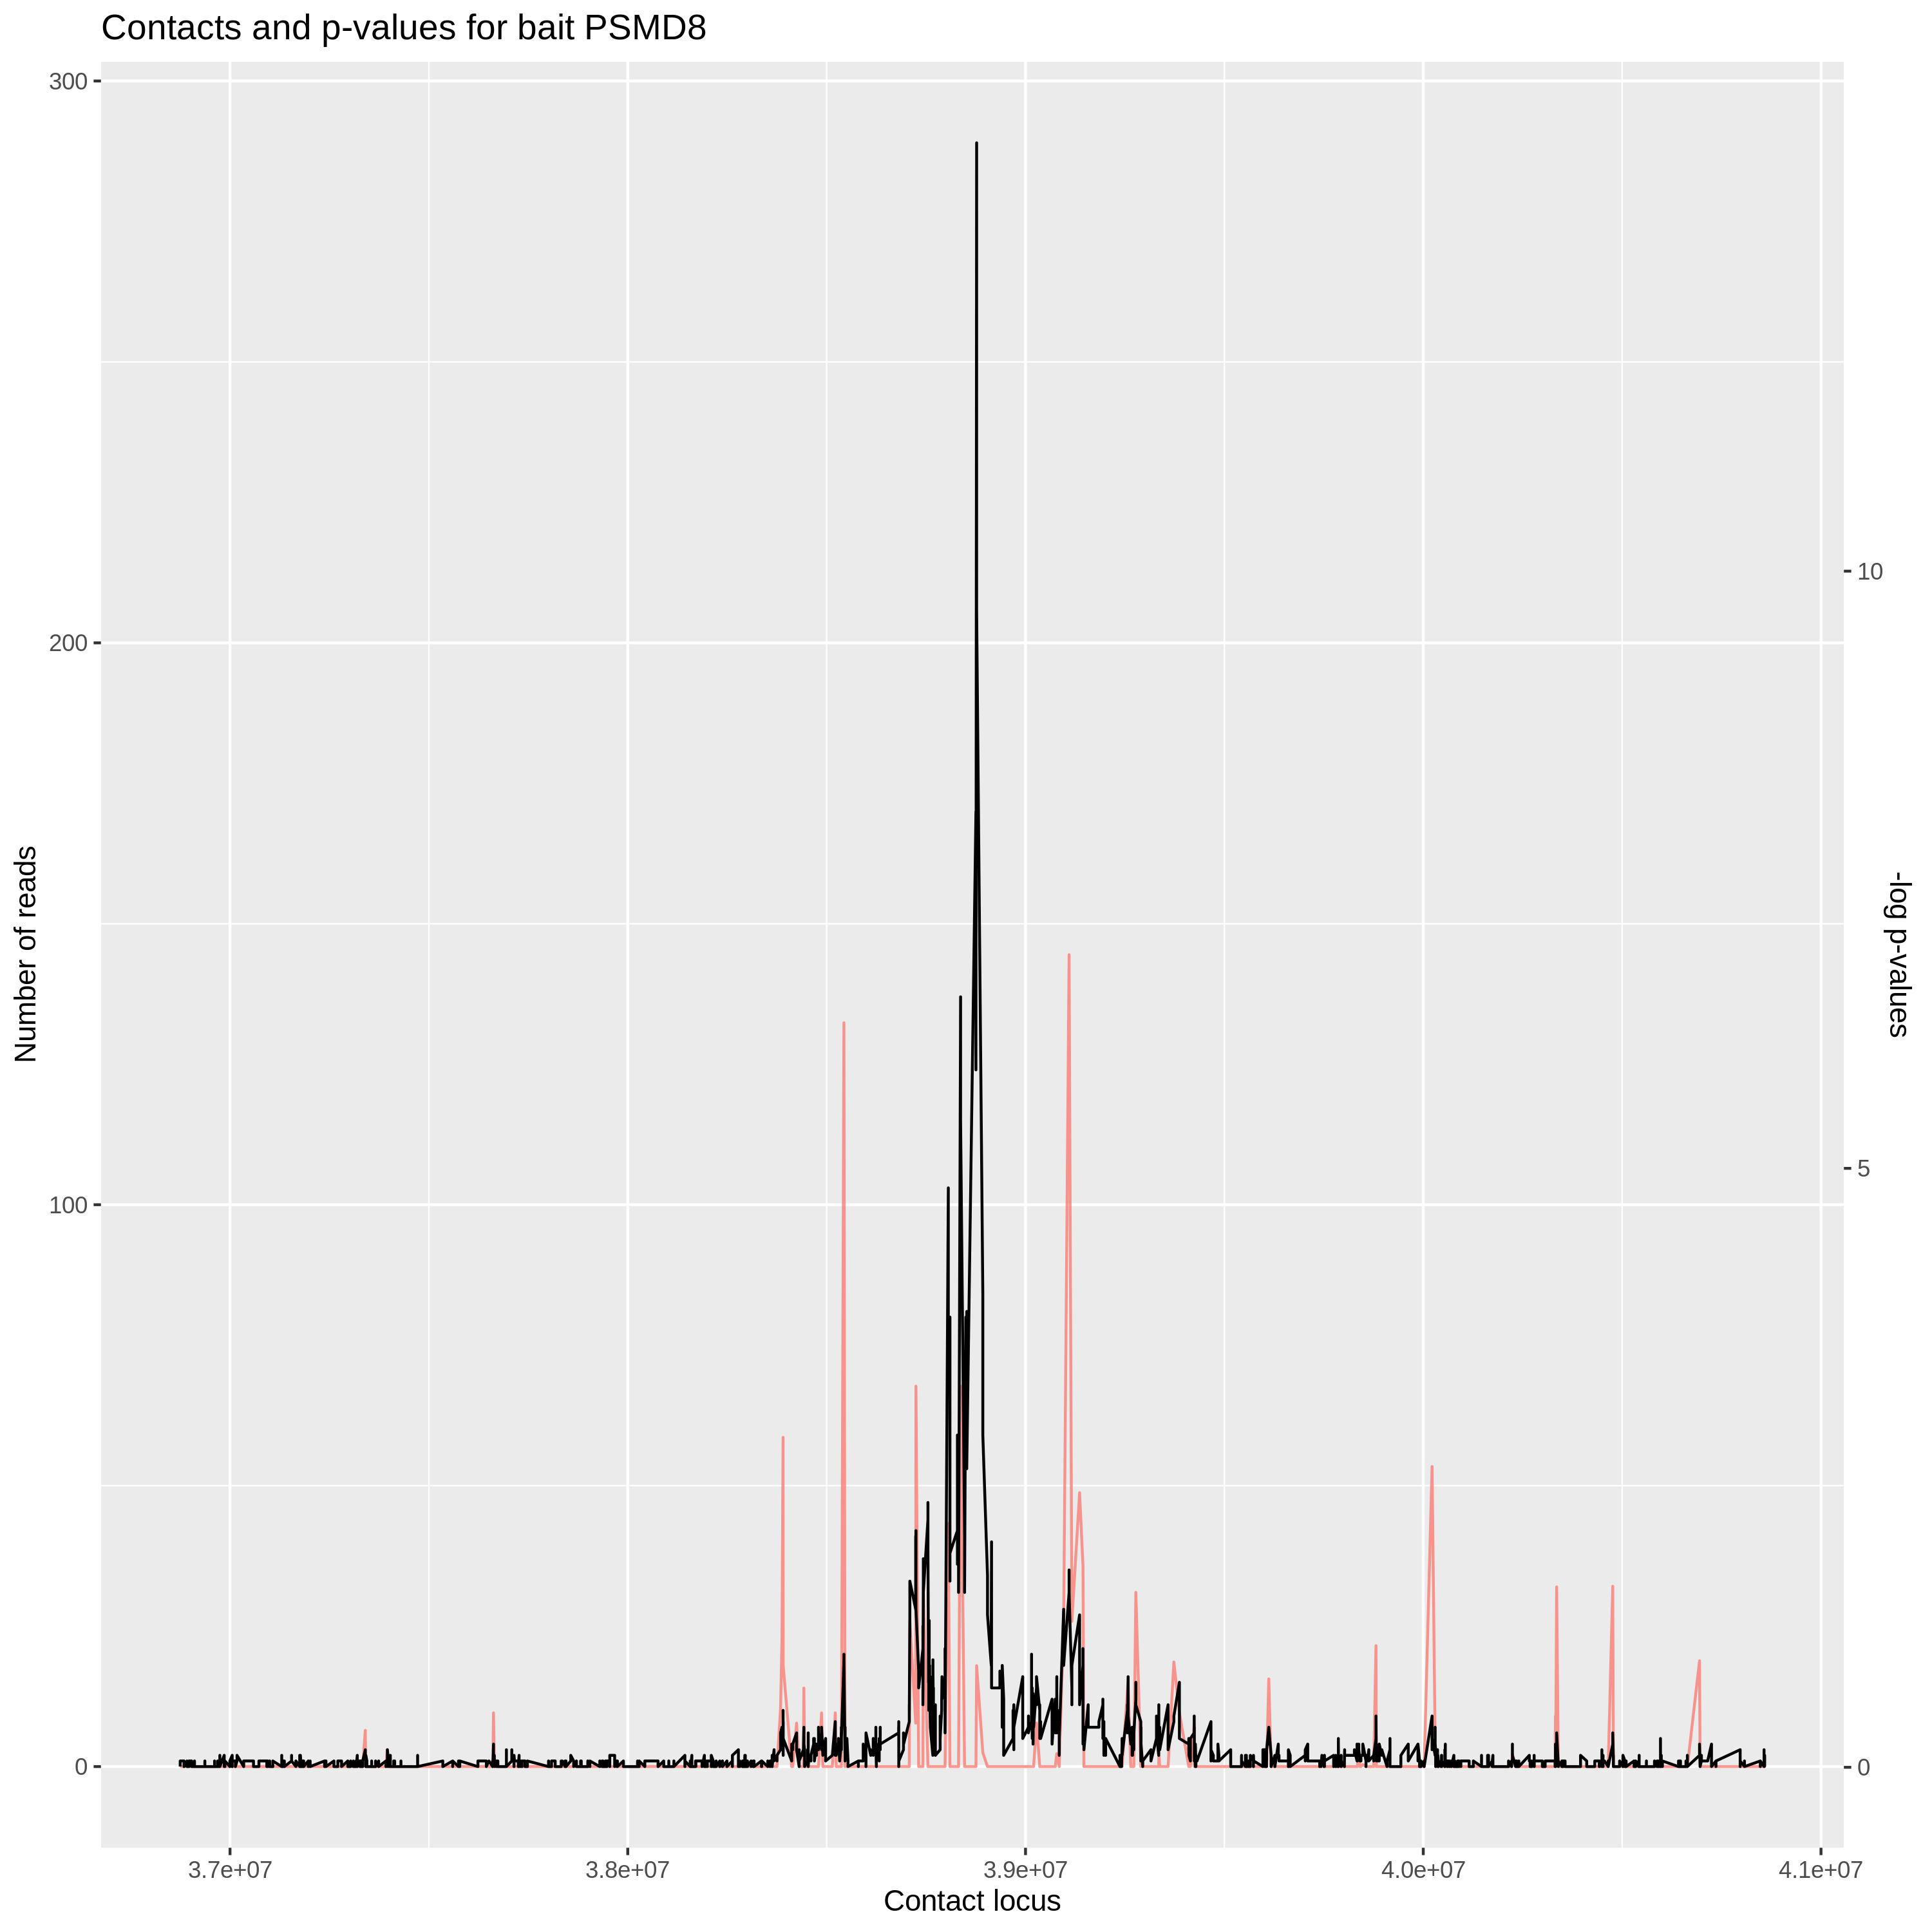 Contacts and p-values for bait PSMD8
300
200
100
0
Number of reads
10
5
0
-log p-values
3.7e+07
3.8e+07
3.9e+07
4.0e+07
4.1e+07
Contact locus